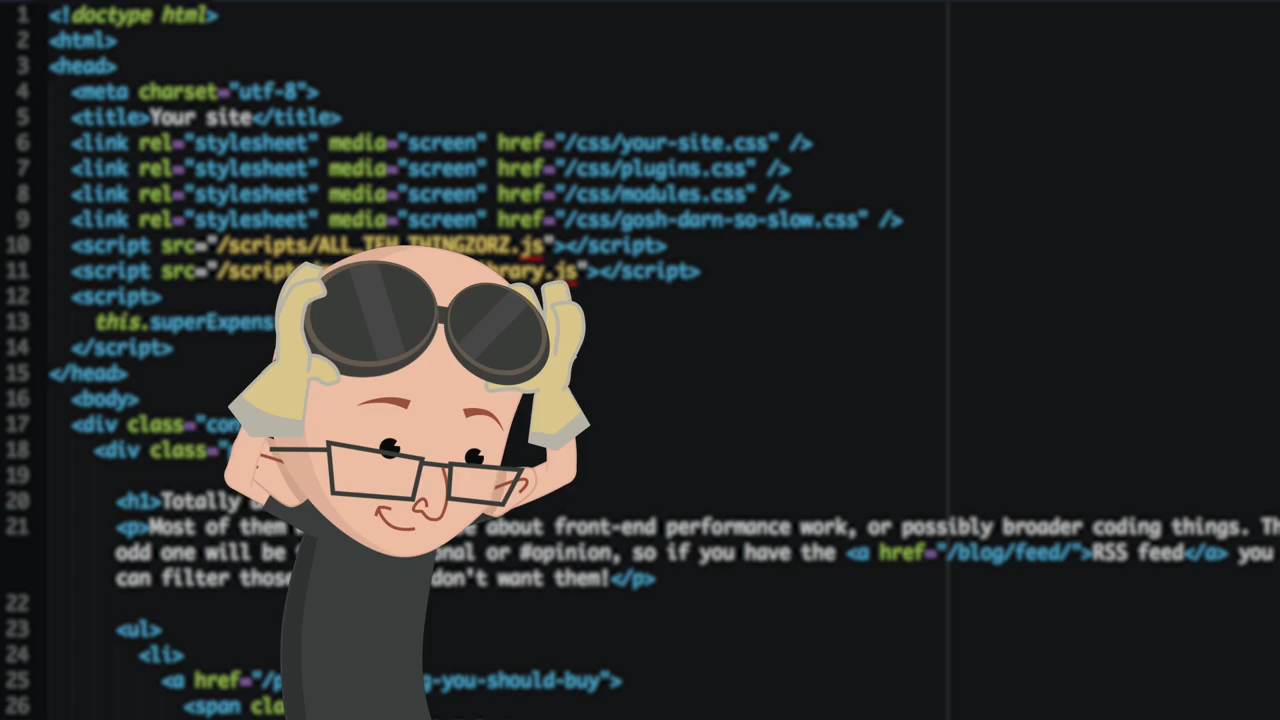 1 <!doctype html>
2 <html>
3 <head>
4 <meta charset="utf-8">
5 <title>Your site</title>
6 <link rel="stylesheet" media="screen" href="/css/your-site.css" />
7 <link rel="stylesheet" media="screen" href="/css/plugins.css" />
8 <link rel="stylesheet" media="screen" href="/css/modules.css" />
9 <link rel="stylesheet" media="screen" href="/css/gosh-darn-so-slow.css" />
10 <script src="/scripts/ALL_TEH_THINGZORZ.js"></script>
11 <script src="/scripts brary.js"></script>
12 <script>
13 this.superExpens
14 </script>
15 </head>
16 <body>
17 <div class="con
18 <div class="
19
20 <h1>Totally
21 <p>Most of them about front-end performance work, or possibly broader coding things. Th
odd one will be onal or #opinion, so if you have the <a href="/blog/feed/">RSS feed</a> you
can filter those don't want them!</p>
22
23 <ul>
24 <li>
25 <a href="/p g-you-should-buy">
26 <span cla